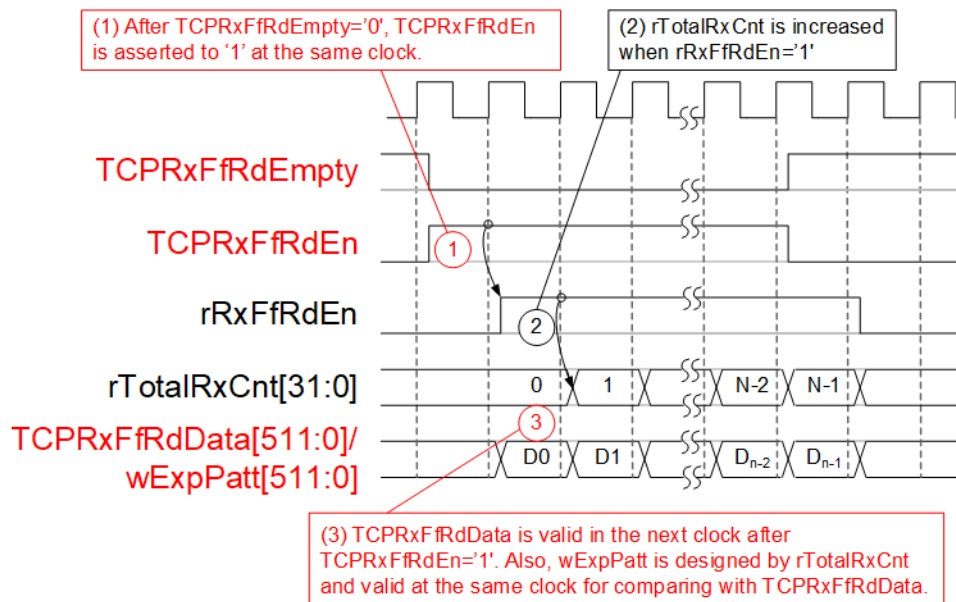 (1) After TCPRxFfRdEmpty='0', TCPRxFfRdEn
is asserted to ‘1’ at the same clock.
(2) rTotalRxCnt is increased
when rRxFfRdEn=’1’
TCPRxFfRdEmpty
TCPRxFfRdEn
1
rRxFfRdEn
2
rTotalRxCnt[31:0]
0
1
N-2
N-1
3
TCPRxFfRdData[511:0]/
wExpPatt[511:0]
D0
D1
Dn-2
Dn-1
(3) TCPRxFfRdData is valid in the next clock after
TCPRxFfRdEn=’1'. Also, wExpPatt is designed by rTotalRxCnt
and valid at the same clock for comparing with TCPRxFfRdData.